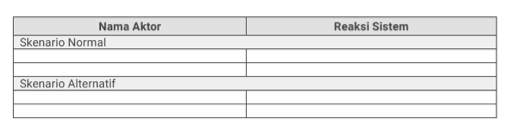 Nama Aktor Reaksi Sistem
Skenario Normal
Skenario Alternatif